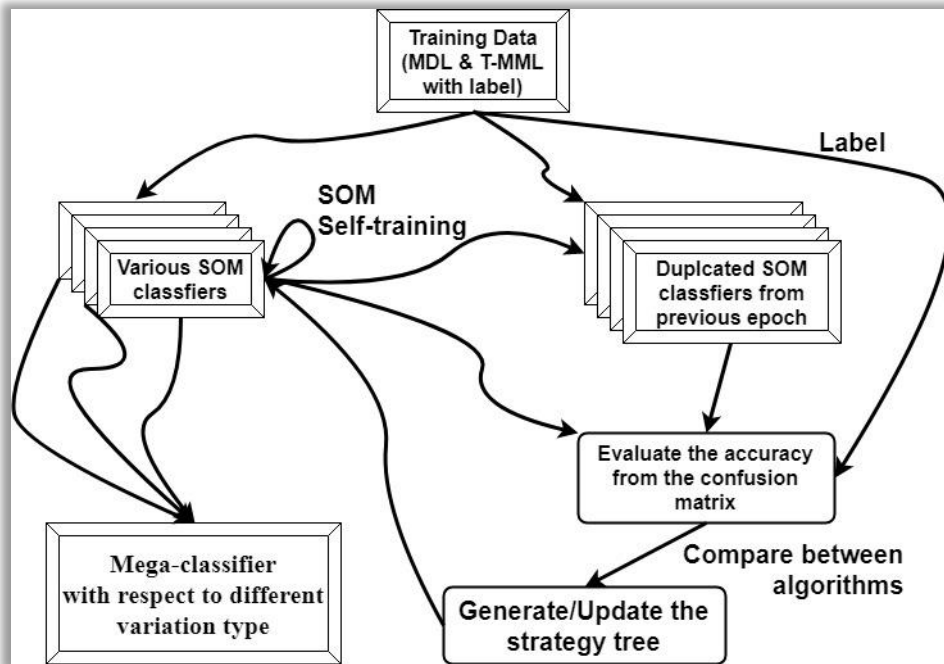 Training Data
(MDL & T-MML
with label)
Label
SOM
Self-training
Various SOM
classfiers
Duplcated SOM
classfiers from
previous epoch
Evaluate the accuracy
from the confusion
matrix
Compare between
algorithms
Mega-classifier
with respect to different
variation type
Generate/Update the
strategy tree